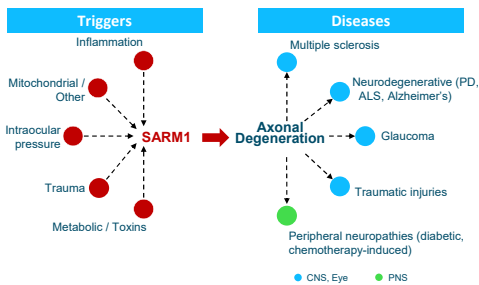 Triggers
Diseases
Inflammation
Mitochondrial /
Other
Intraocular
pressure
Trauma
Metabolic / Toxins
SARM1
Axonal
Degeneration
Multiple sclerosis
Neurodegenerative (PD,
ALS, Alzheimer's)
Glaucoma
Traumatic injuries
Peripheral neuropathies (diabetic,
chemotherapy-induced)
CNS, Eye
PNS